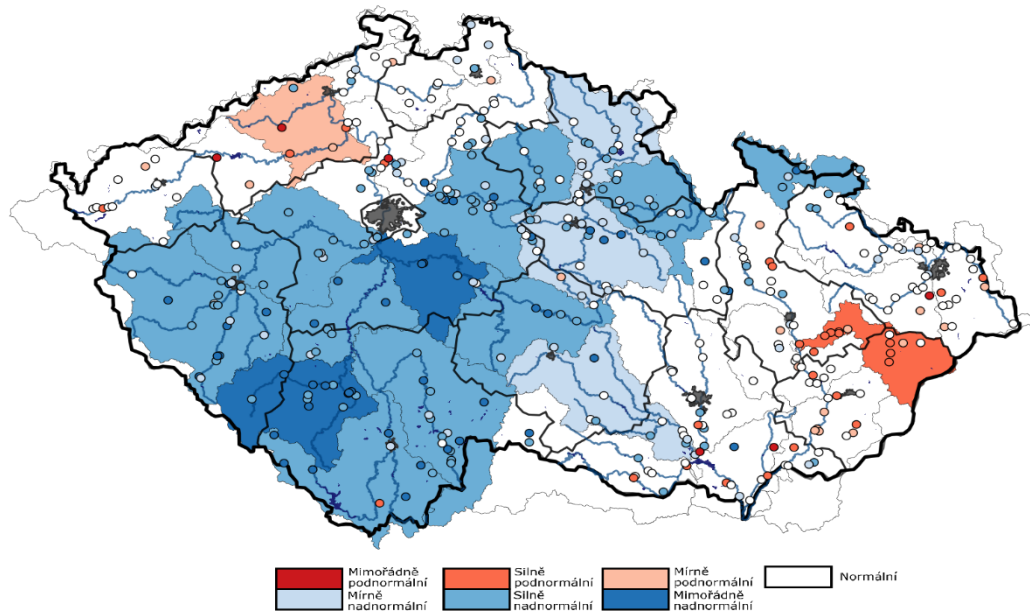 Mimořádně
podnormální
Silně
podnormální
Mírně
podnormální
Normální
Mírně
nadnormální
Silně
nadnormální
Mimořádně
nadnormální